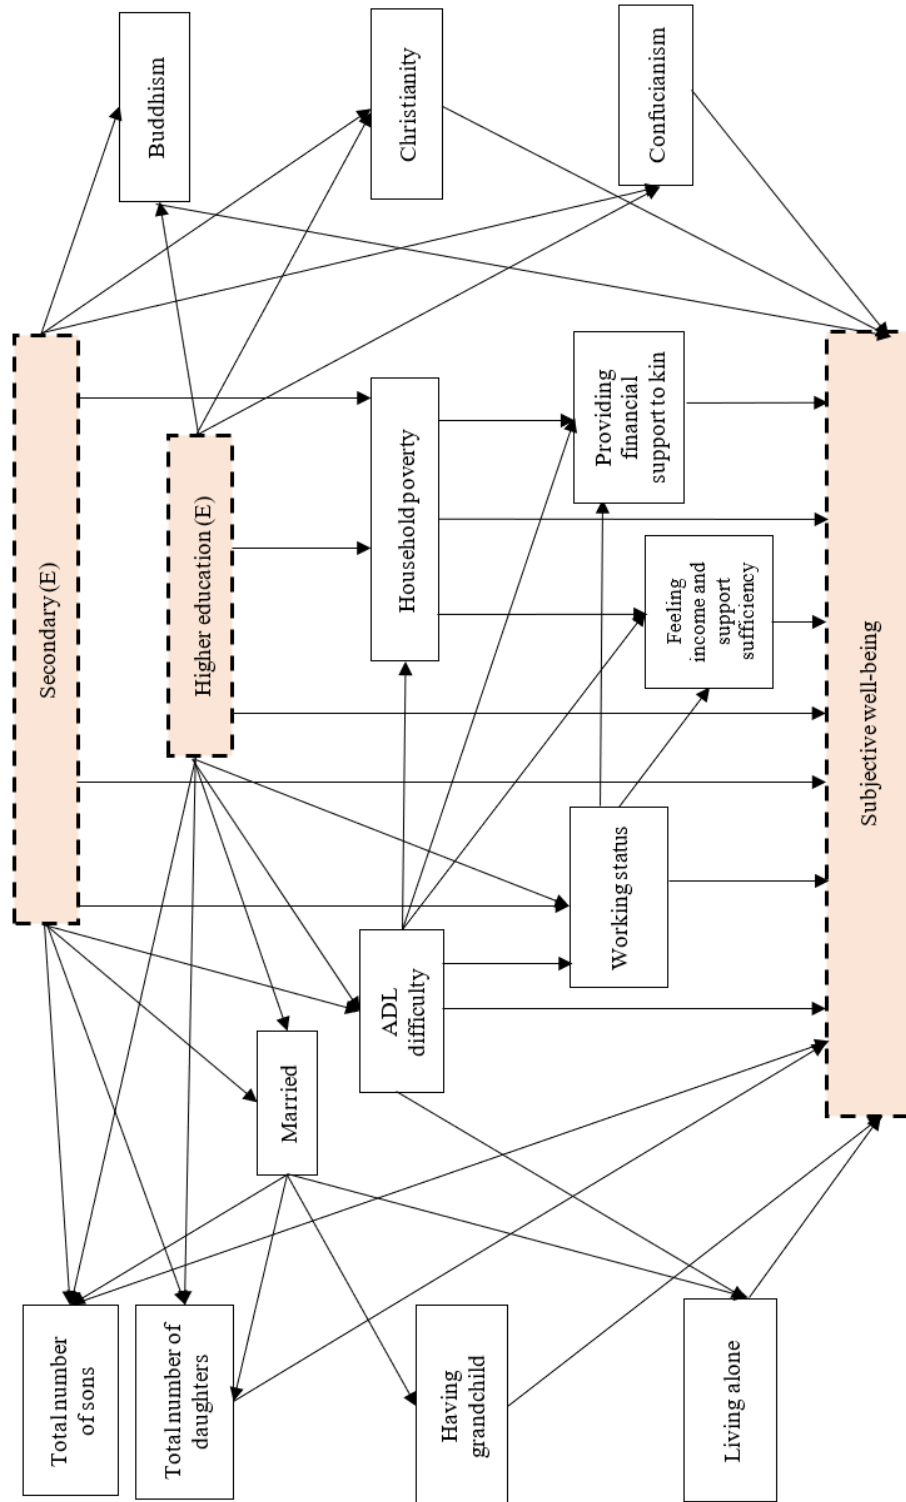 Secondary (E)
Higher education (E)
Buddhism
Christianity
Confucianism
Household poverty
Providing
financial
support to kin
Feeling
income and
support
sufficiency
Working status
ADL
difficulty
Married
Total number
of sons
Total number of
daughters
Having
grandchild
Living alone
Subjective well-being